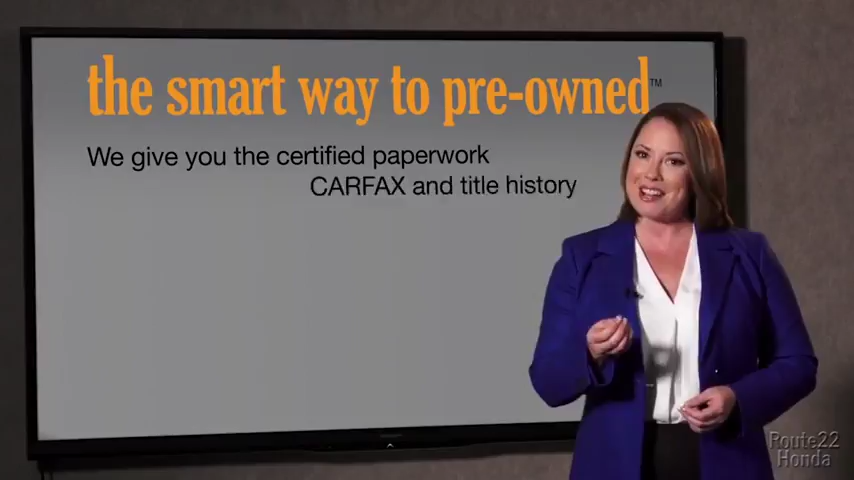 the smart way to pre-owned™
We give you the certified paperwork
CARFAX and title history
Route22
Honda